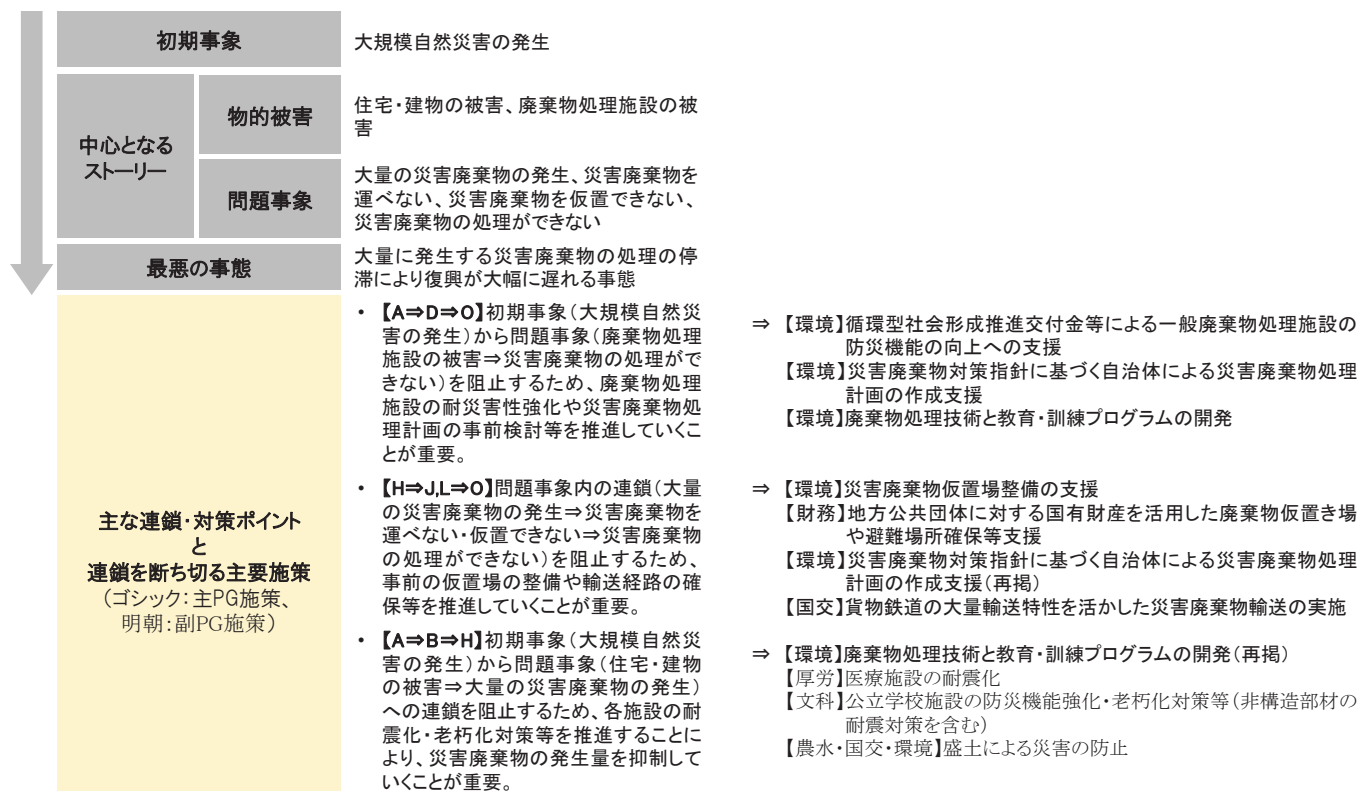 初期事象
大規模自然災害の発生
中心となる
ストーリー
物的被害
住宅・建物の被害、廃棄物処理施設の被
害
問題事象
大量の災害廃棄物の発生、災害廃棄物を
運べない、災害廃棄物を仮置できない、
災害廃棄物の処理ができない
最悪の事態
大量に発生する災害廃棄物の処理の停
滞により復興が大幅に遅れる事態
主な連鎖・対策ポイント
と
連鎖を断ち切る主要施策
（ゴシック：主PG施策、
明朝：副PG施策）
・ 【A⇒D⇒O】初期事象（大規模自然災
害の発生）から問題事象（廃棄物処理
施設の被害⇒災害廃棄物の処理がで
きない）を阻止するため、廃棄物処理
施設の耐災害性強化や災害廃棄物処
理計画の事前検討等を推進していくこ
とが重要。
⇒ 【環境】循環型社会形成推進交付金等による一般廃棄物処理施設の
防災機能の向上への支援
【環境】災害廃棄物対策指針に基づく自治体による災害廃棄物処理
計画の作成支援
【環境】廃棄物処理技術と教育・訓練プログラムの開発
・ 【H⇒J,L⇒O】問題事象内の連鎖（大量
の災害廃棄物の発生⇒災害廃棄物を
運べない・仮置できない⇒災害廃棄物
の処理ができない）を阻止するため、
事前の仮置場の整備や輸送経路の確
保等を推進していくことが重要。
⇒ 【環境】災害廃棄物仮置場整備の支援
【財務】地方公共団体に対する国有財産を活用した廃棄物仮置き場
や避難場所確保等支援
【環境】災害廃棄物対策指針に基づく自治体による災害廃棄物処理
計画の作成支援（再掲）
【国交】貨物鉄道の大量輸送特性を活かした災害廃棄物輸送の実施
・ 【A⇒B⇒H】初期事象（大規模自然災
害の発生）から問題事象（住宅・建物
の被害⇒大量の災害廃棄物の発生）
への連鎖を阻止するため、各施設の耐
震化・老朽化対策等を推進することに
より、災害廃棄物の発生量を抑制して
いくことが重要。
⇒ 【環境】廃棄物処理技術と教育・訓練プログラムの開発（再掲）
【厚労】医療施設の耐震化
【文科】公立学校施設の防災機能強化・老朽化対策等（非構造部材の
耐震対策を含む）
【農水・国交・環境】盛土による災害の防止